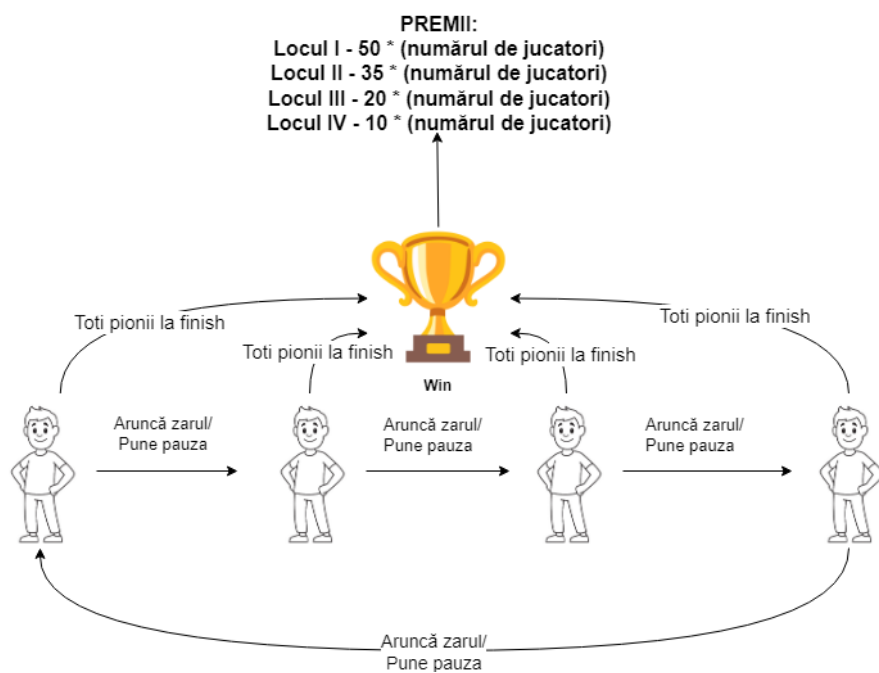 PREMII:
Locul I - 50 * (numărul de jucatori)
Locul II - 35 * (numărul de jucatori)
Locul III - 20 * (numărul de jucatori)
Locul IV - 10 * (numărul de jucatori)
Toti pionii la finish
Toti pionii la finish
Toti pionii la finish
Toti pionii la finish
Win
Aruncă zarul/
Pune pauza
Aruncă zarul/
Pune pauza
Aruncă zarul/
Pune pauza
Aruncă zarul/
Pune pauza